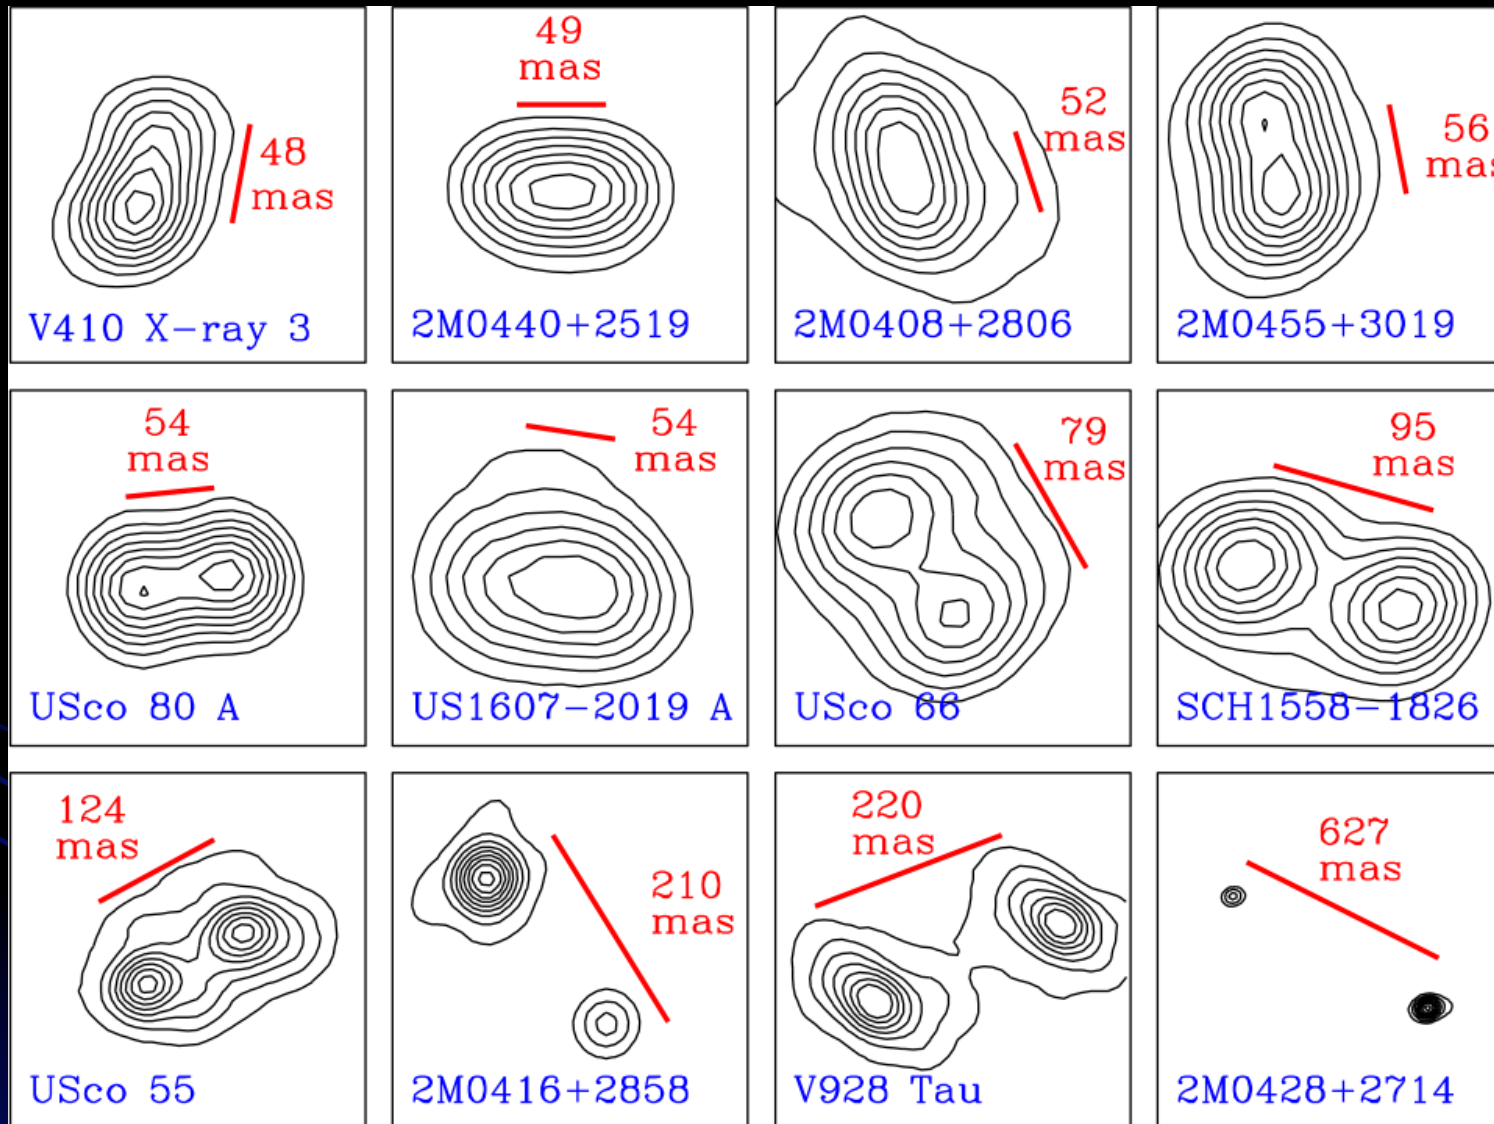 48
mas
V410 X-ray 3
49
mas
2M0440+2519
52
mas
2M0408+2806
56
mas
2M0455+3019
54
mas
USco 80 A
54
mas
US1607-2019 A
79
mas
USco 66
95
mas
SCH1558-1826
124
mas
USco 55
210
mas
2M0416+2858
220
mas
V928 Tau
627
mas
2M0428+2714